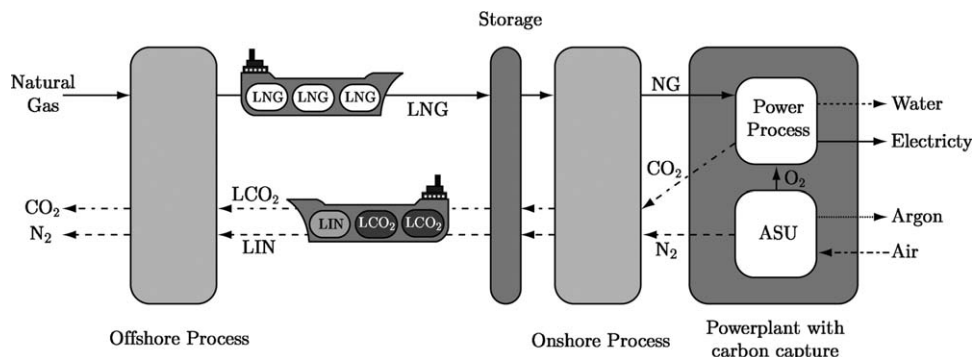 Storage
Natural
Gas
LNG LNG LNG
LNG
NG
Power
Process
Water
Electricty
CO₂
O₂
LCO₂
CO₂
N₂
LIN LCO₂ LCO₂
LIN
N₂
ASU
Argon
Air
Offshore Process
Onshore Process
Powerplant with
carbon capture